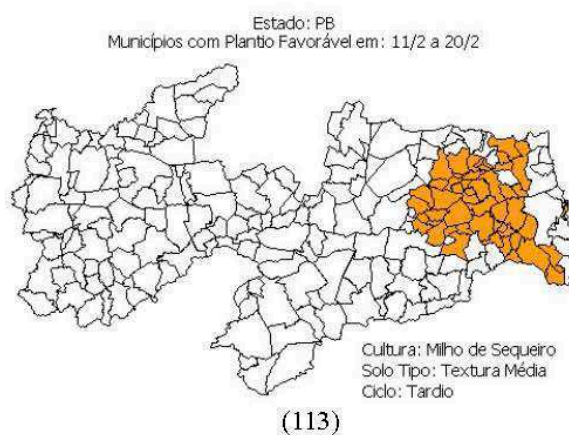 Estado: PB
Municípios com Plantio Favorável em: 11/2 a 20/2
Cultura: Milho de Sequeiro
Solo Tipo: Textura Média
Ciclo: Tardio
(113)